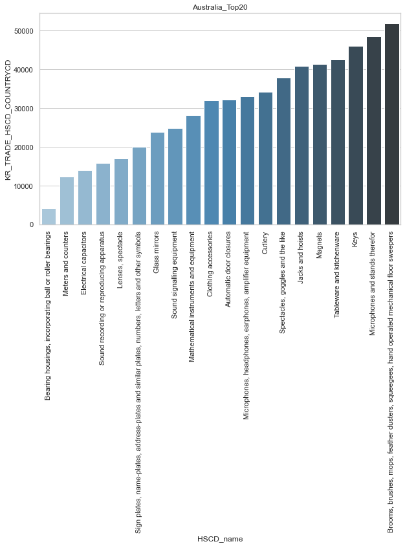 Australia_Top20
KR_TRADE_HSCD_COUNTRYCD
50000
40000
30000
20000
10000
0
Bearing housings, incorporating ball or roller bearings
Meters and counters
Electrical capacitors
Sound recording or reproducing apparatus
Lenses, spectacle
Sign plates, name-plates, address-plates and similar plates, numbers, letters and other symbols
Glass mirrors
Sound signalling equipment
Mathematical instruments and equipment
Clothing accessories
Automatic door closures
Microphones, headphones, earphones, amplifier equipment
Cutlery
Spectacles, goggles and the like
Jacks and hoists
Magnets
Tableware and kitchenware
Keys
Microphones and stands therefor
Brooms, brushes, mops, feather dusters, squeegees, hand operated mechanical floor sweepers
HSCD_name